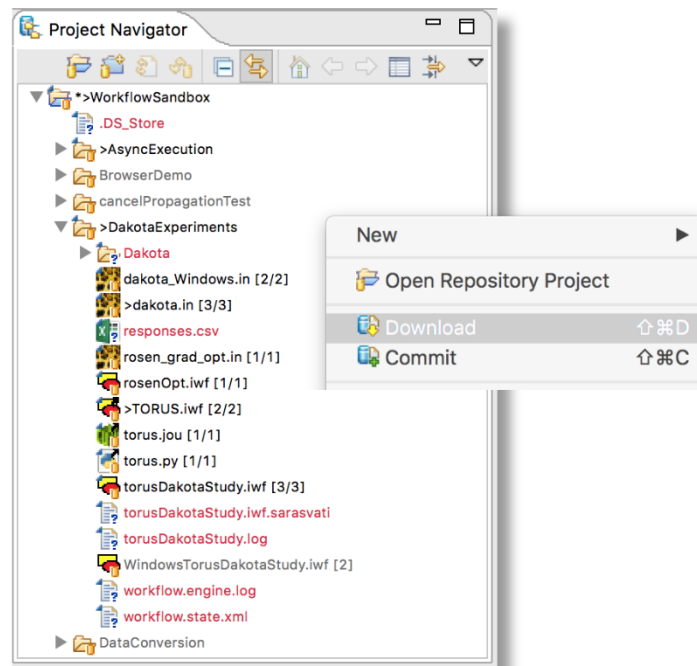 Project Navigator
*>WorkflowSandbox
.DS_Store
>AsyncExecution
BrowserDemo
cancelPropagationTest
>DakotaExperiments
Dakota
dakota_Windows.in [2/2]
>dakota.in [3/3]
responses.csv
rosen_grad_opt.in [1/1]
rosenOpt.iwf [1/1]
>TORUS.iwf [2/2]
torus.jou [1/1]
torus.py [1/1]
torusDakotaStudy.iwf [3/3]
torusDakotaStudy.iwf.sarasvati
torusDakotaStudy.log
WindowsTorusDakotaStudy.iwf [2]
workflow.engine.log
workflow.state.xml
DataConversion
New
Open Repository Project
Download ⇧⌘D
Commit ⇧⌘C